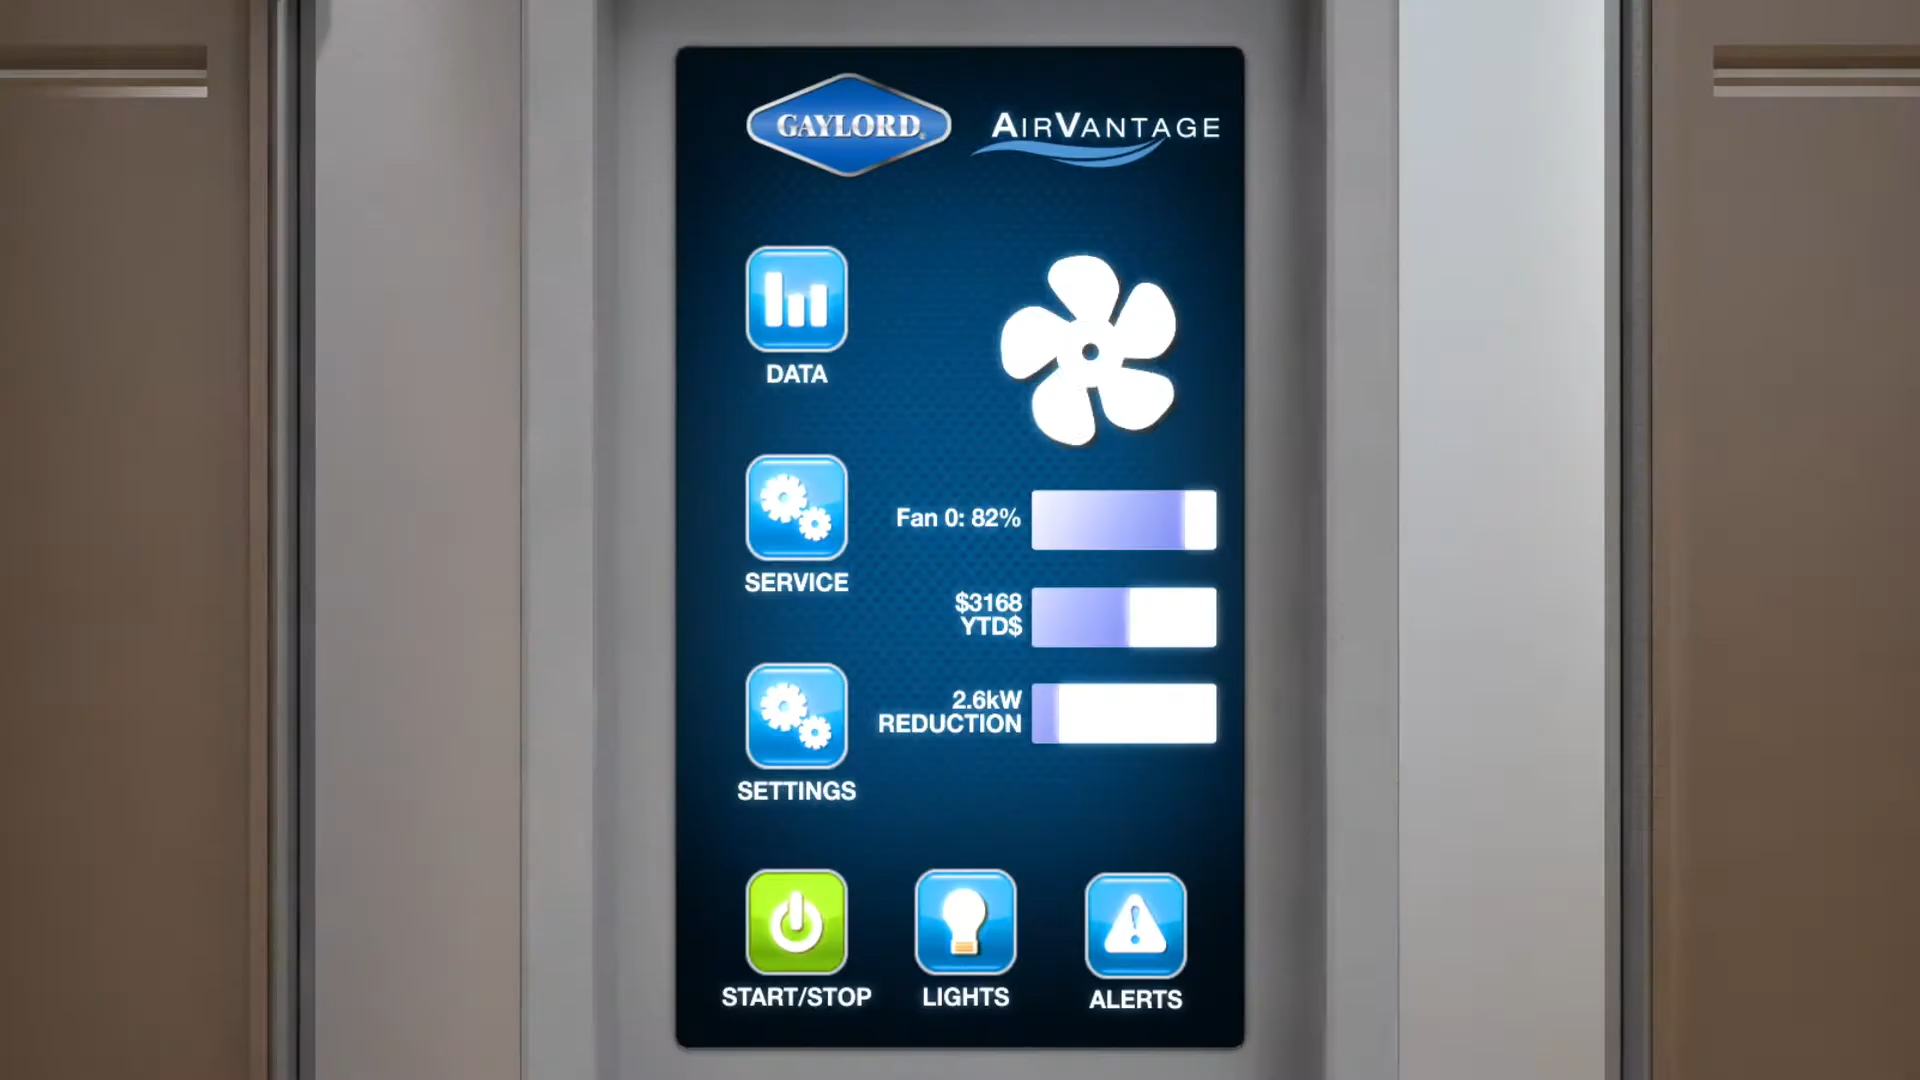 GAYLORD®
AIRVANTAGE
DATA
SERVICE
Fan 0: 82%
$3168
YTD$
SETTINGS
2.6kW
REDUCTION
START/STOP
LIGHTS
ALERTS